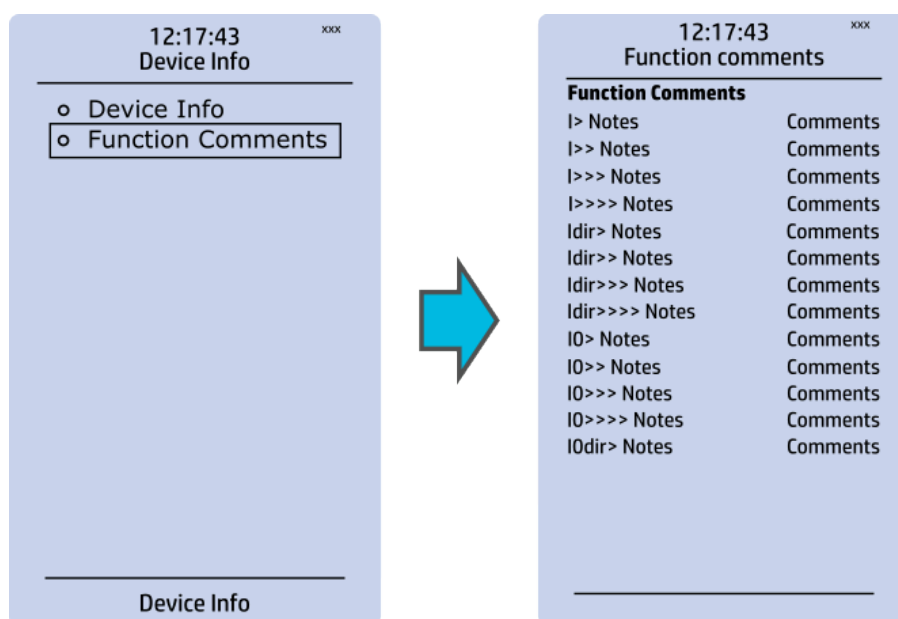 12:17:43 xxx
Device Info
Device Info
Function Comments
Device Info
12:17:43 xxx
Function comments
Function Comments
I> Notes Comments
I>> Notes Comments
I>>> Notes Comments
I>>>> Notes Comments
Idir> Notes Comments
Idir>> Notes Comments
Idir>>> Notes Comments
Idir>>>> Notes Comments
I0> Notes Comments
I0>> Notes Comments
I0>>> Notes Comments
I0>>>> Notes Comments
I0dir> Notes Comments